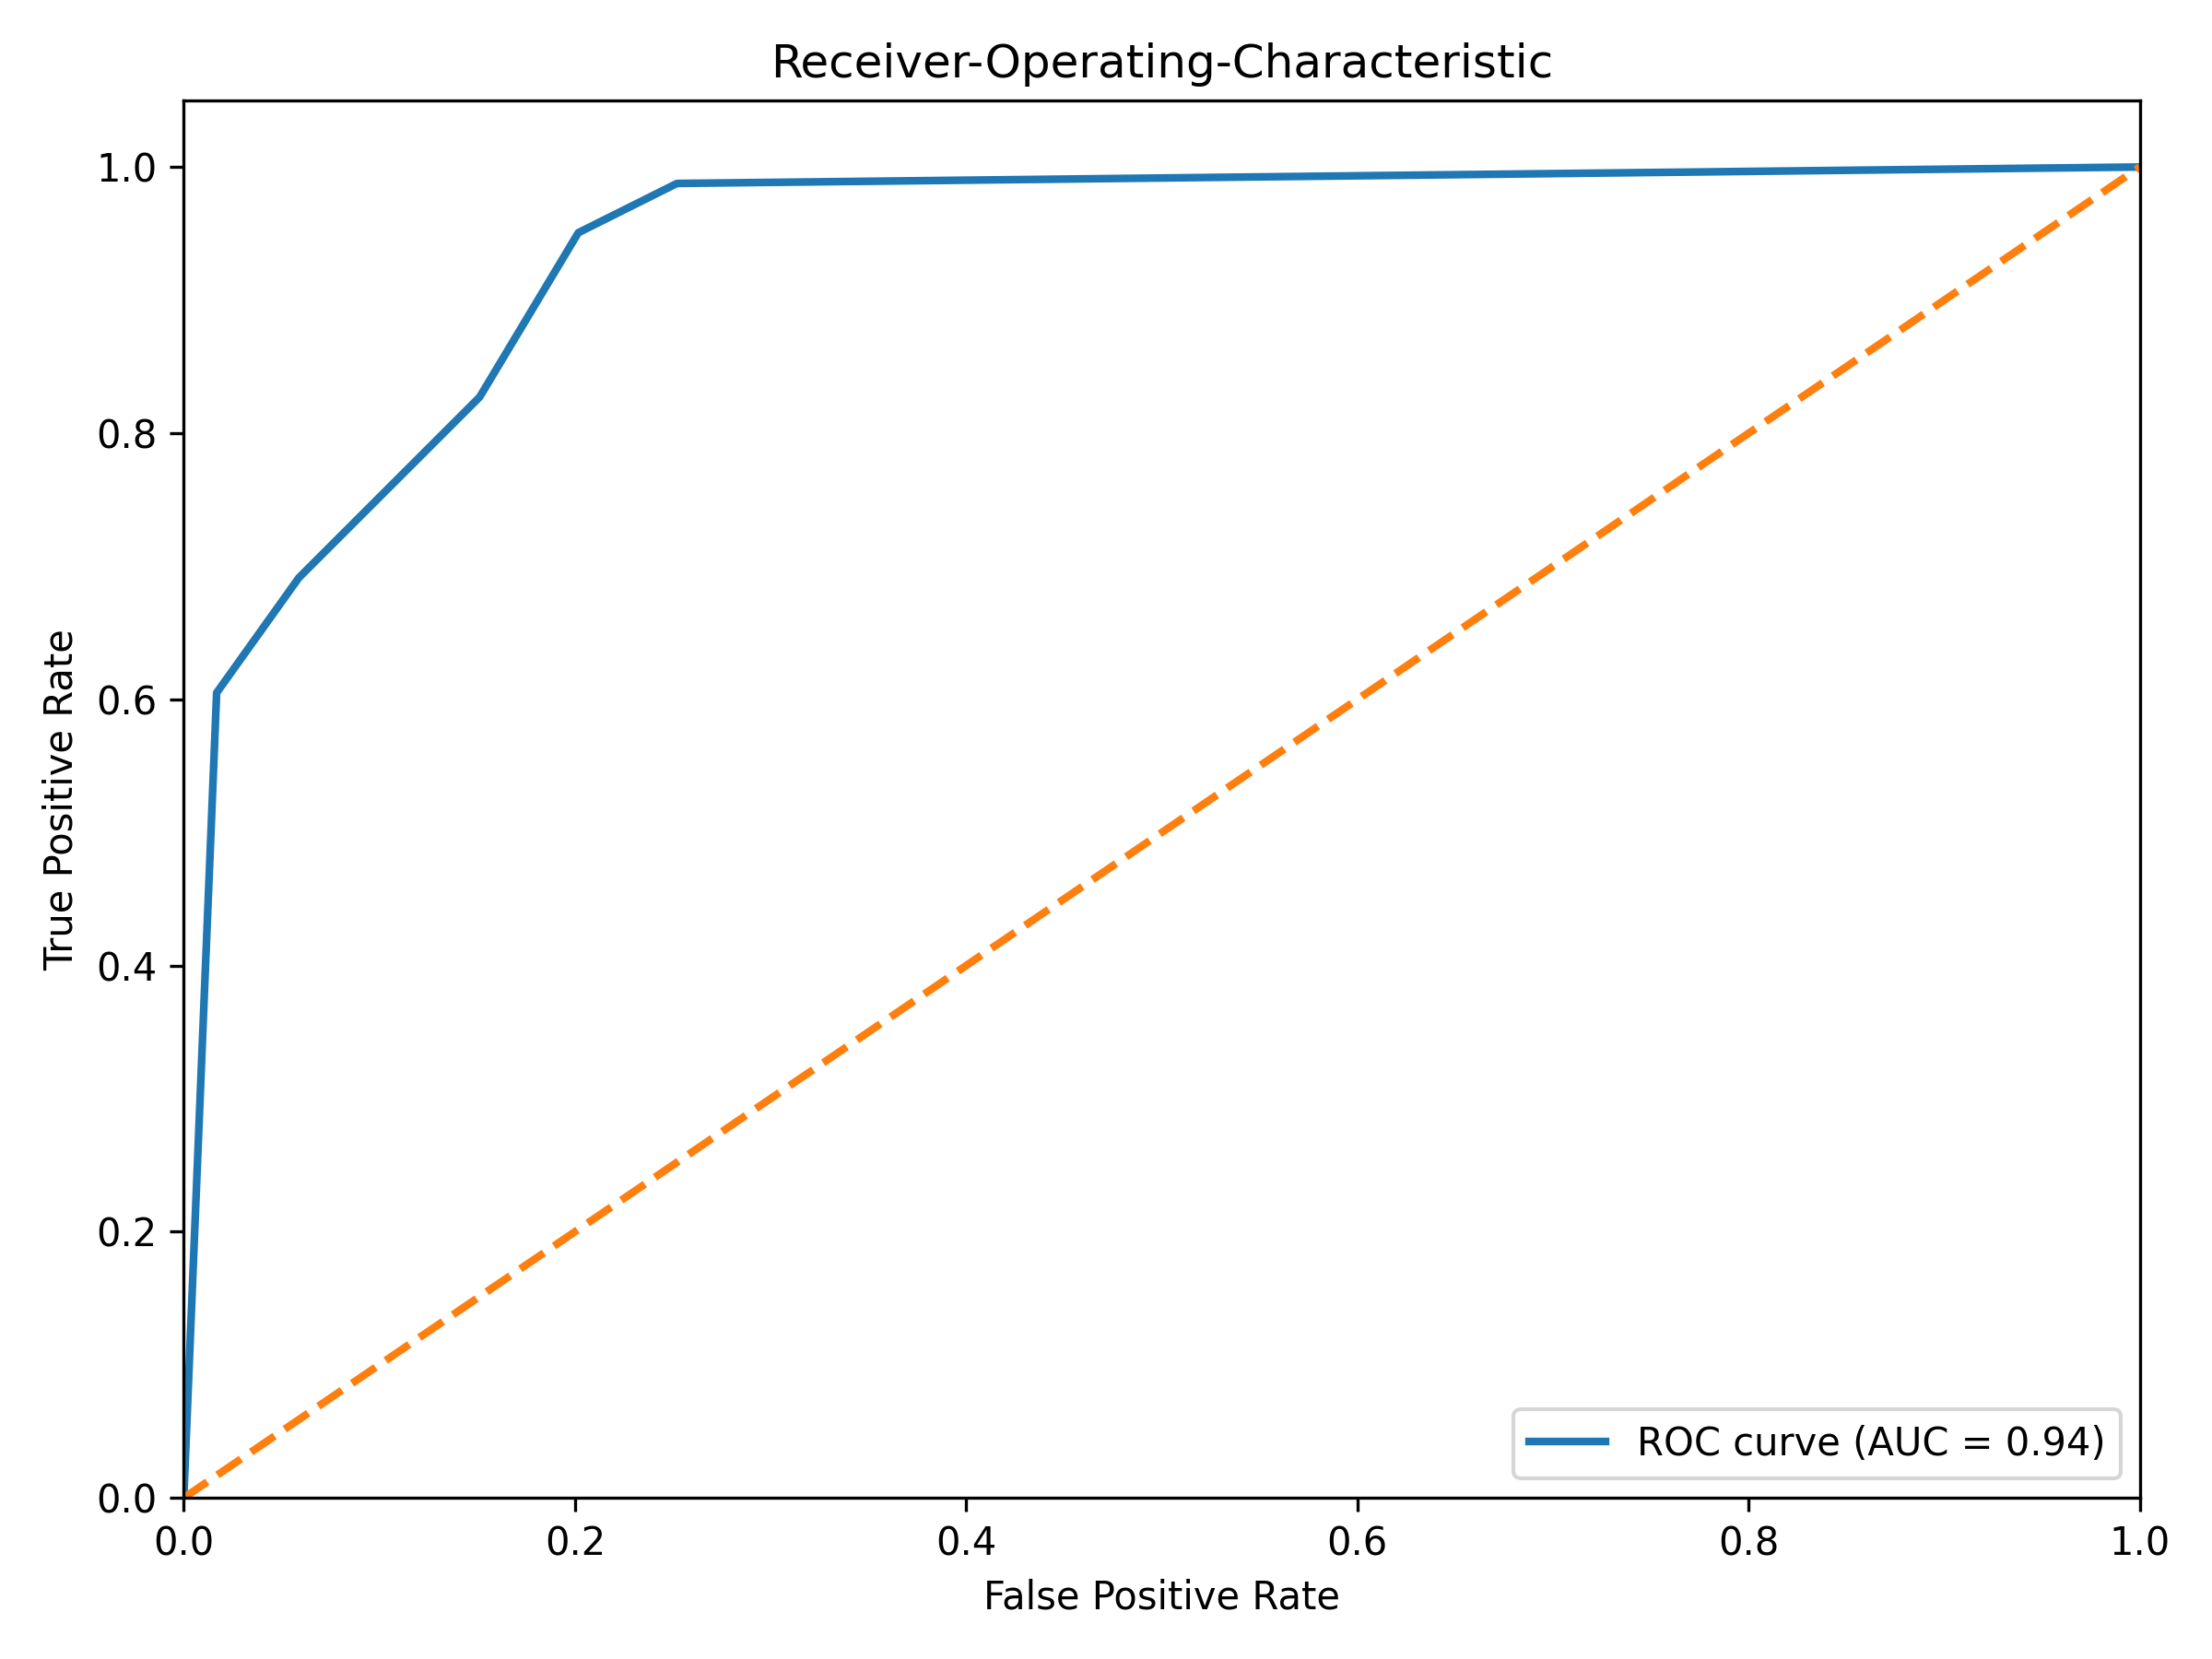 Receiver-Operating-Characteristic
1.0
0.8
0.6
0.4
0.2
0.0
True Positive Rate
ROC curve (AUC = 0.94)
0.0 0.2 0.4 0.6 0.8 1.0
False Positive Rate